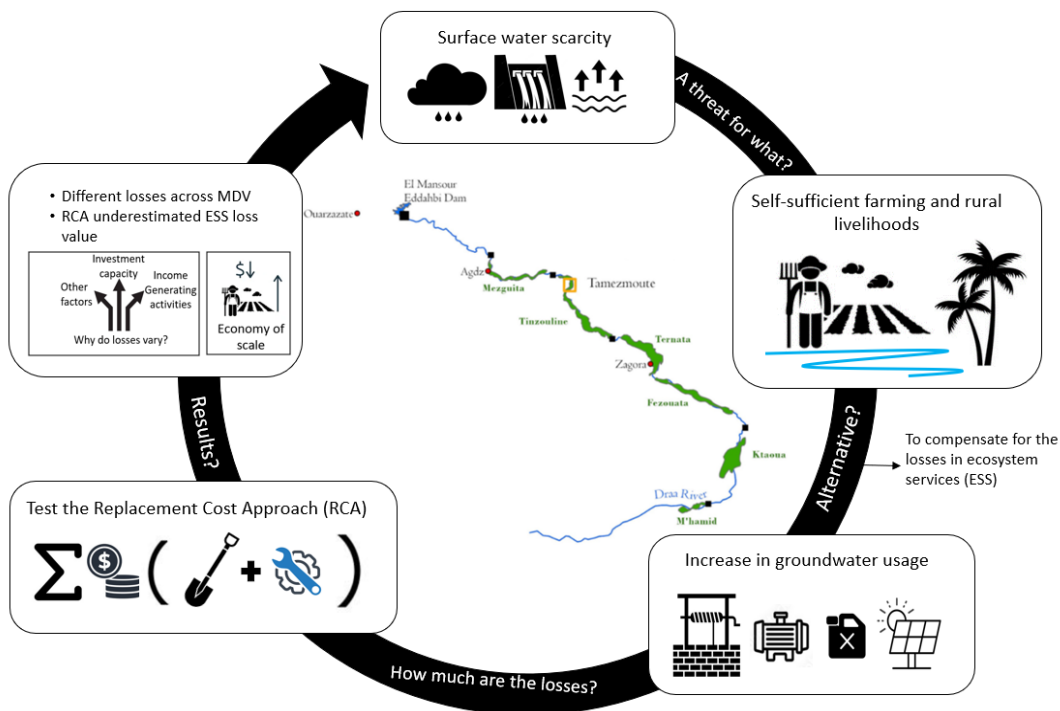 Surface water scarcity
A threat for what?
Self-sufficient farming and rural
livelihoods
Alternative?
To compensate for the
losses in ecosystem
services (ESS)
Increase in groundwater usage
How much are the losses?
Test the Replacement Cost Approach (RCA)
Σ $ ( + )
Results?
• Different losses across MDV
• RCA underestimated ESS loss
value
Investment
capacity
Other
factors
Income
Generating
activities
Why do losses vary?
$↓
Economy of
scale
El Mansour
Eddahbi Dam
Ouarzazate
Agdz
Mezguita
Tamezmoute
Tinzouline
Ternata
Zagora
Fezouata
Ktaoua
Draa River
M'hamid